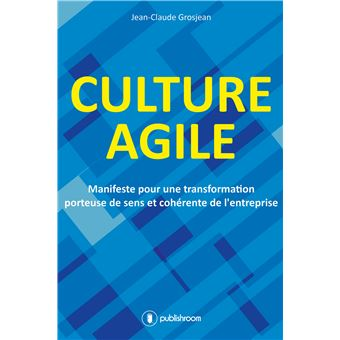 Jean-Claude Grosjean
CULTURE
AGILE
Manifeste pour une transformation
porteuse de sens et cohérente de l'entreprise
publishroom